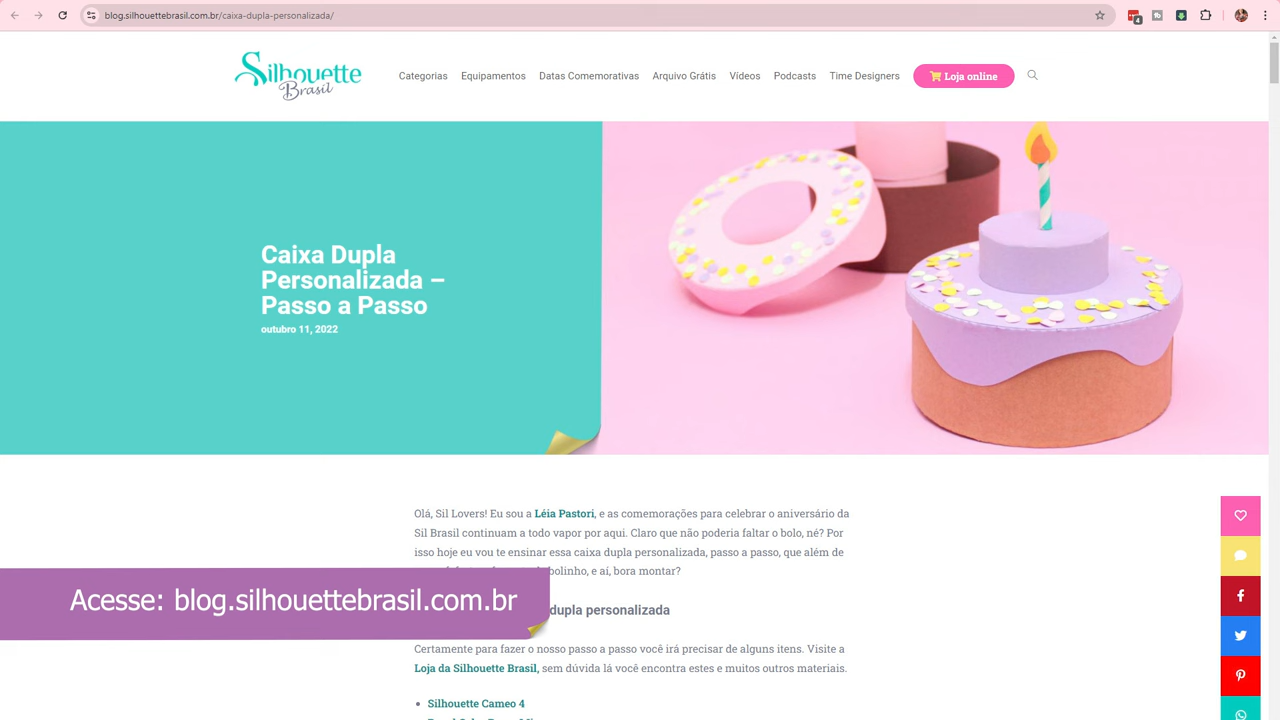 blog.silhouettebrasil.com.br/caixa-dupla-personalizada/
4
Silhouette
Brasil
Categorias Equipamentos Datas Comemorativas Arquivo Grátis Vídeos Podcasts Time Designers Loja online
Caixa Dupla
Personalizada –
Passo a Passo
outubro 11, 2022
Olá, Sil Lovers! Eu sou a Léia Pastori, e as comemorações para celebrar o aniversário da
Sil Brasil continuam a todo vapor por aqui. Claro que não poderia faltar o bolo, né? Por
isso hoje eu vou te ensinar essa caixa dupla personalizada, passo a passo, que além de
bolinho, e aí, bora montar?
Acesse: blog.silhouettebrasil.com.br
dupla personalizada
Certamente para fazer o nosso passo a passo você irá precisar de alguns itens. Visite a
Loja da Silhouette Brasil, sem dúvida lá você encontra estes e muitos outros materiais.
Silhouette Cameo 4